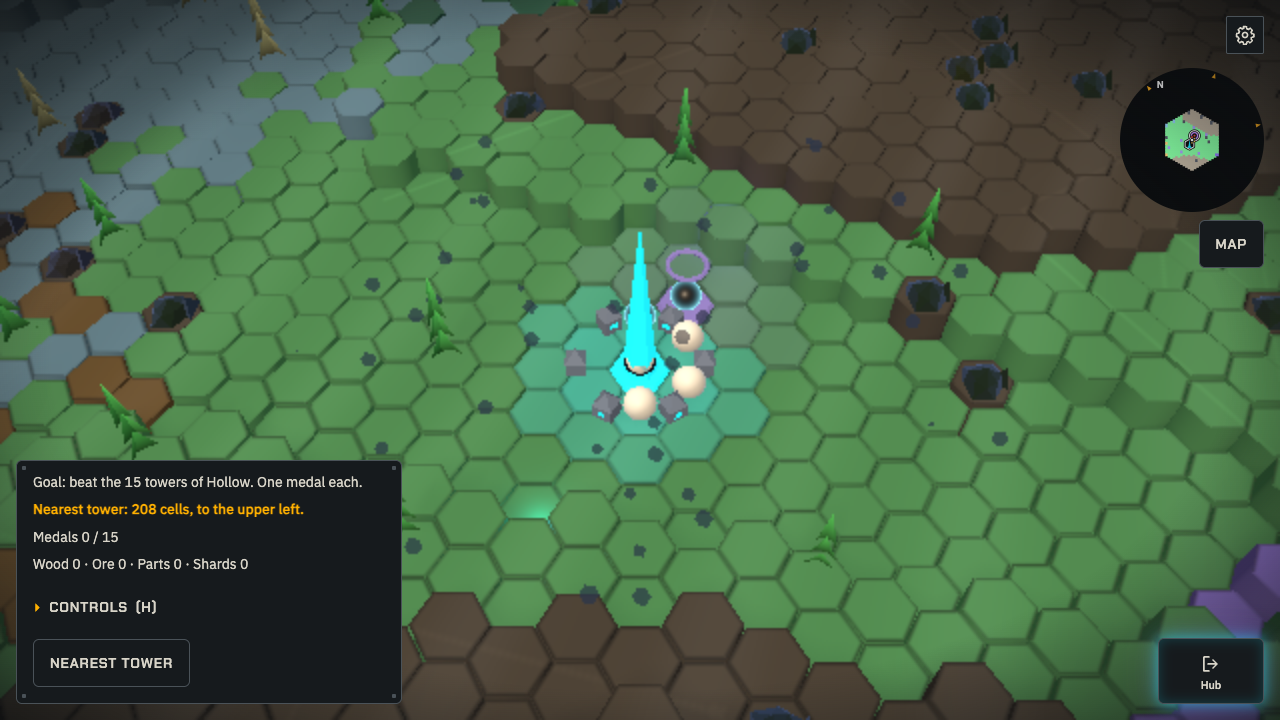 N
MAP
Goal: beat the 15 towers of Hollow. One medal each.
Nearest tower: 208 cells, to the upper left.
Medals 0 / 15
Wood 0 · Ore 0 · Parts 0 · Shards 0
CONTROLS (H)
NEAREST TOWER
Hub